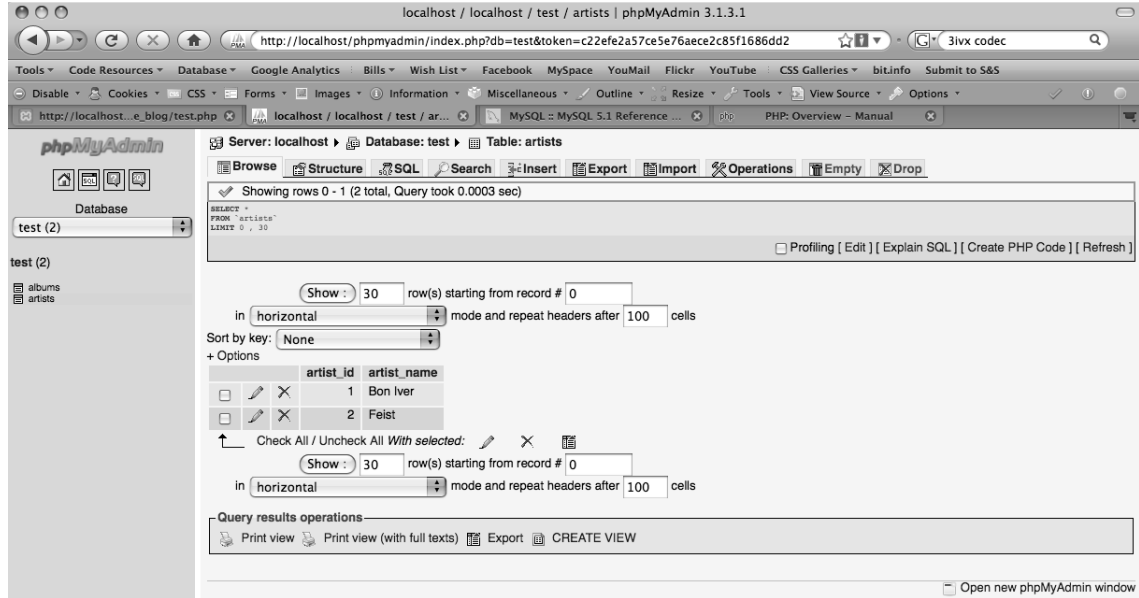 localhost / localhost / test / artists | phpMyAdmin 3.1.3.1
http://localhost/phpmyadmin/index.php?db=test&token=c22efe2a57ce5e76aece2c85f1686dd2 3ivx codec
Tools Code Resources Database Google Analytics Bills Wish List Facebook MySpace YouMail Flickr YouTube CSS Galleries bit.info Submit to S&S
Disable Cookies CSS Forms Images Information Miscellaneous Outline Resize Tools View Source Options
http://localhost...e_blog/test.php localhost / localhost / test / ar... MySQL :: MySQL 5.1 Reference ... php PHP: Overview – Manual
phpMyAdmin
Database
test (2)
test (2)
albums
artists
Server: localhost Database: test Table: artists
Browse Structure SQL Search Insert Export Import Operations Empty Drop
Showing rows 0 - 1 (2 total, Query took 0.0003 sec)
SELECT *
FROM `artists`
LIMIT 0 , 30
Profiling [ Edit ] [ Explain SQL ] [ Create PHP Code ] [ Refresh ]
Show : 30 row(s) starting from record # 0
in horizontal mode and repeat headers after 100 cells
Sort by key: None
+ Options
artist_id artist_name
1 Bon Iver
2 Feist
Check All / Uncheck All With selected:
Show : 30 row(s) starting from record # 0
in horizontal mode and repeat headers after 100 cells
Query results operations
Print view Print view (with full texts) Export CREATE VIEW
Open new phpMyAdmin window